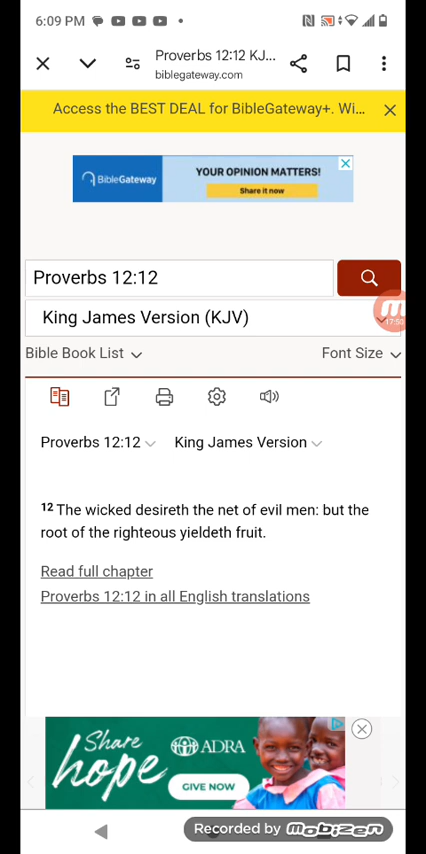 6:09 PM
Proverbs 12:12 KJ...
biblegateway.com
Access the BEST DEAL for BibleGateway+. Wi...
BibleGateway
YOUR OPINION MATTERS!
Share it now
Proverbs 12:12
King James Version (KJV)
17:50
Bible Book List
Font Size
Proverbs 12:12 King James Version
12 The wicked desireth the net of evil men: but the
root of the righteous yieldeth fruit.
Read full chapter
Proverbs 12:12 in all English translations
Share
hope
ADRA
GIVE NOW
Recorded by mobizen